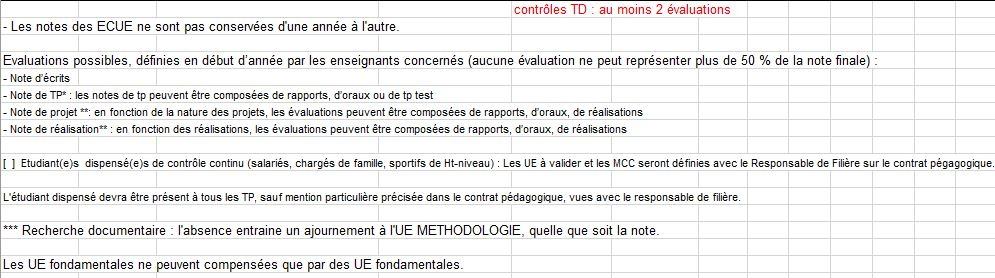 contrôles TD : au moins 2 évaluations
- Les notes des ECUE ne sont pas conservées d'une année à l'autre.
Evaluations possibles, définies en début d'année par les enseignants concernés (aucune évaluation ne peut représenter plus de 50 % de la note finale) :
- Note d'écrits
- Note de TP* : les notes de tp peuvent être composées de rapports, d'oraux ou de tp test
- Note de projet **: en fonction de la nature des projets, les évaluations peuvent être composées de rapports, d'oraux, de réalisations
- Note de réalisation** : en fonction des réalisations, les évaluations peuvent être composées de rapports, d'oraux, de réalisations
[ ] Etudiant(e)s dispensé(e)s de contrôle continu (salariés, chargés de famille, sportifs de Ht-niveau) : Les UE à valider et les MCC seront définies avec le Responsable de Filière sur le contrat pégagogique.
L'étudiant dispensé devra être présent à tous les TP, sauf mention particulière précisée dans le contrat pédagogique, vues avec le responsable de filière.
*** Recherche documentaire : l'absence entraine un ajournement à l'UE METHODOLOGIE, quelle que soit la note.
Les UE fondamentales ne peuvent compensées que par des UE fondamentales.